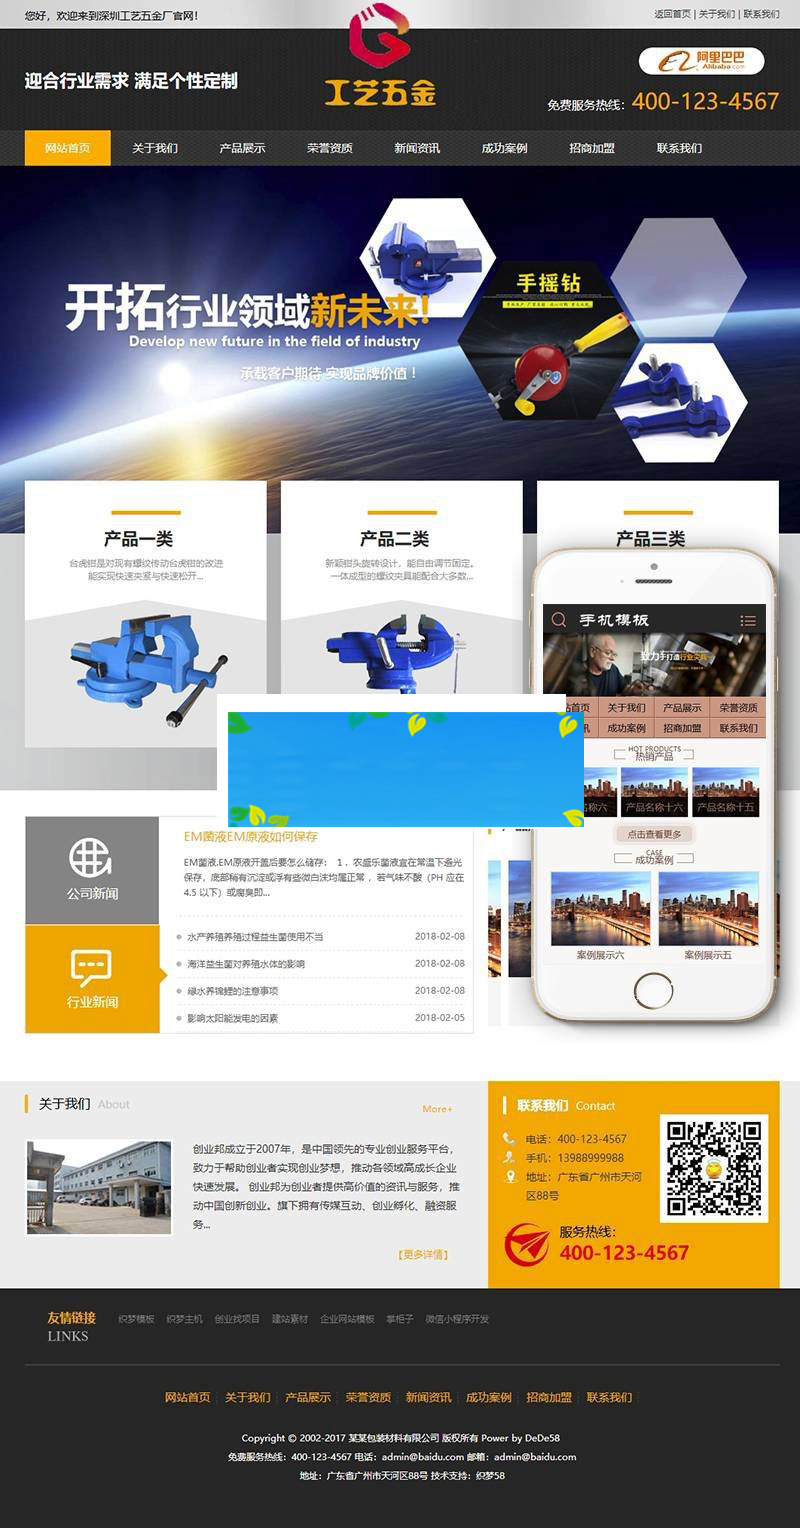 您好，欢迎来到深圳工艺五金厂官网！
返回首页 | 关于我们 | 联系我们
迎合行业需求 满足个性定制
工艺五金
阿里巴巴
Alibaba.com
免费服务热线：400-123-4567
网站首页 关于我们 产品展示 荣誉资质 新闻资讯 成功案例 招商加盟 联系我们
开拓行业领域新未来!
Develop new future in the field of industry
承载客户期待 实现品牌价值！
手摇钻
产品一类
台虎钳是对现有螺纹传动台虎钳的改进
能实现快速夹紧与快速松开...
产品二类
新颖钳头旋转设计，能自由调节固定。
一体成型的螺纹夹具能配合大多数...
产品三类
手机模板
致力于打造行业尖兵
站首页 关于我们 产品展示 荣誉资质
讯 成功案例 招商加盟 联系我们
HOT PRODUCTS
热销产品
名称六 产品名称十六 产品名称十五
点击查看更多
CASE
成功案例
案例展示六 案例展示五
公司新闻
行业新闻
EM菌液EM原液如何保存
EM菌液,EM原液开盖后要怎么储存： 1 ．农盛乐菌液宜在常温下避光
保存，底部稍有沉淀或浮有些微白沫均属正常 ，若气味不酸（PH 应在
4.5 以下）或腐臭即...
水产养殖养殖过程益生菌使用不当 2018-02-08
海洋益生菌对养殖水体的影响 2018-02-08
绿水养锦鲤的注意事项 2018-02-08
影响太阳能发电的因素 2018-02-05
关于我们 About
More+
创业邦成立于2007年，是中国领先的专业创业服务平台，
致力于帮助创业者实现创业梦想，推动各领域高成长企业
快速发展。 创业邦为创业者提供高价值的资讯与服务，推
动中国创新创业。旗下拥有传媒互动、创业孵化、融资服
务...
【更多详情】
联系我们 Contact
电话：400-123-4567
手机：13988999988
地址：广东省广州市天河
区88号
服务热线：
400-123-4567
友情链接
LINKS
织梦模板 织梦主机 创业找项目 建站素材 企业网站模板 掌柜子 微信小程序开发
网站首页 关于我们 产品展示 荣誉资质 新闻资讯 成功案例 招商加盟 联系我们
Copyright © 2002-2017 某某包装材料有限公司 版权所有 Power by DeDe58
免费服务热线：400-123-4567 电话：admin@baidu.com 邮箱：admin@baidu.com
地址：广东省广州市天河区88号 技术支持：织梦58